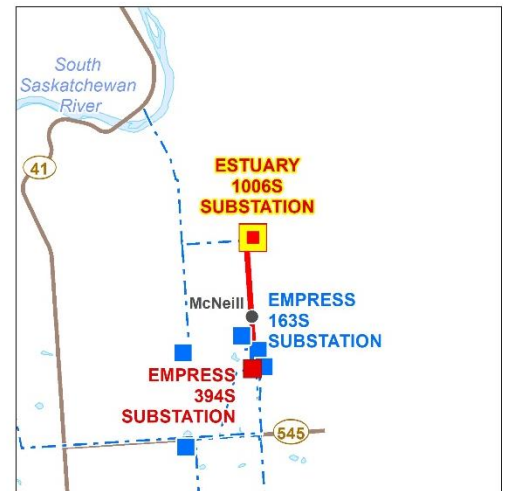 South
Saskatchewan
River
41
ESTUARY
1006S
SUBSTATION
McNeill
EMPRESS
163S
SUBSTATION
EMPRESS
394S
SUBSTATION
545